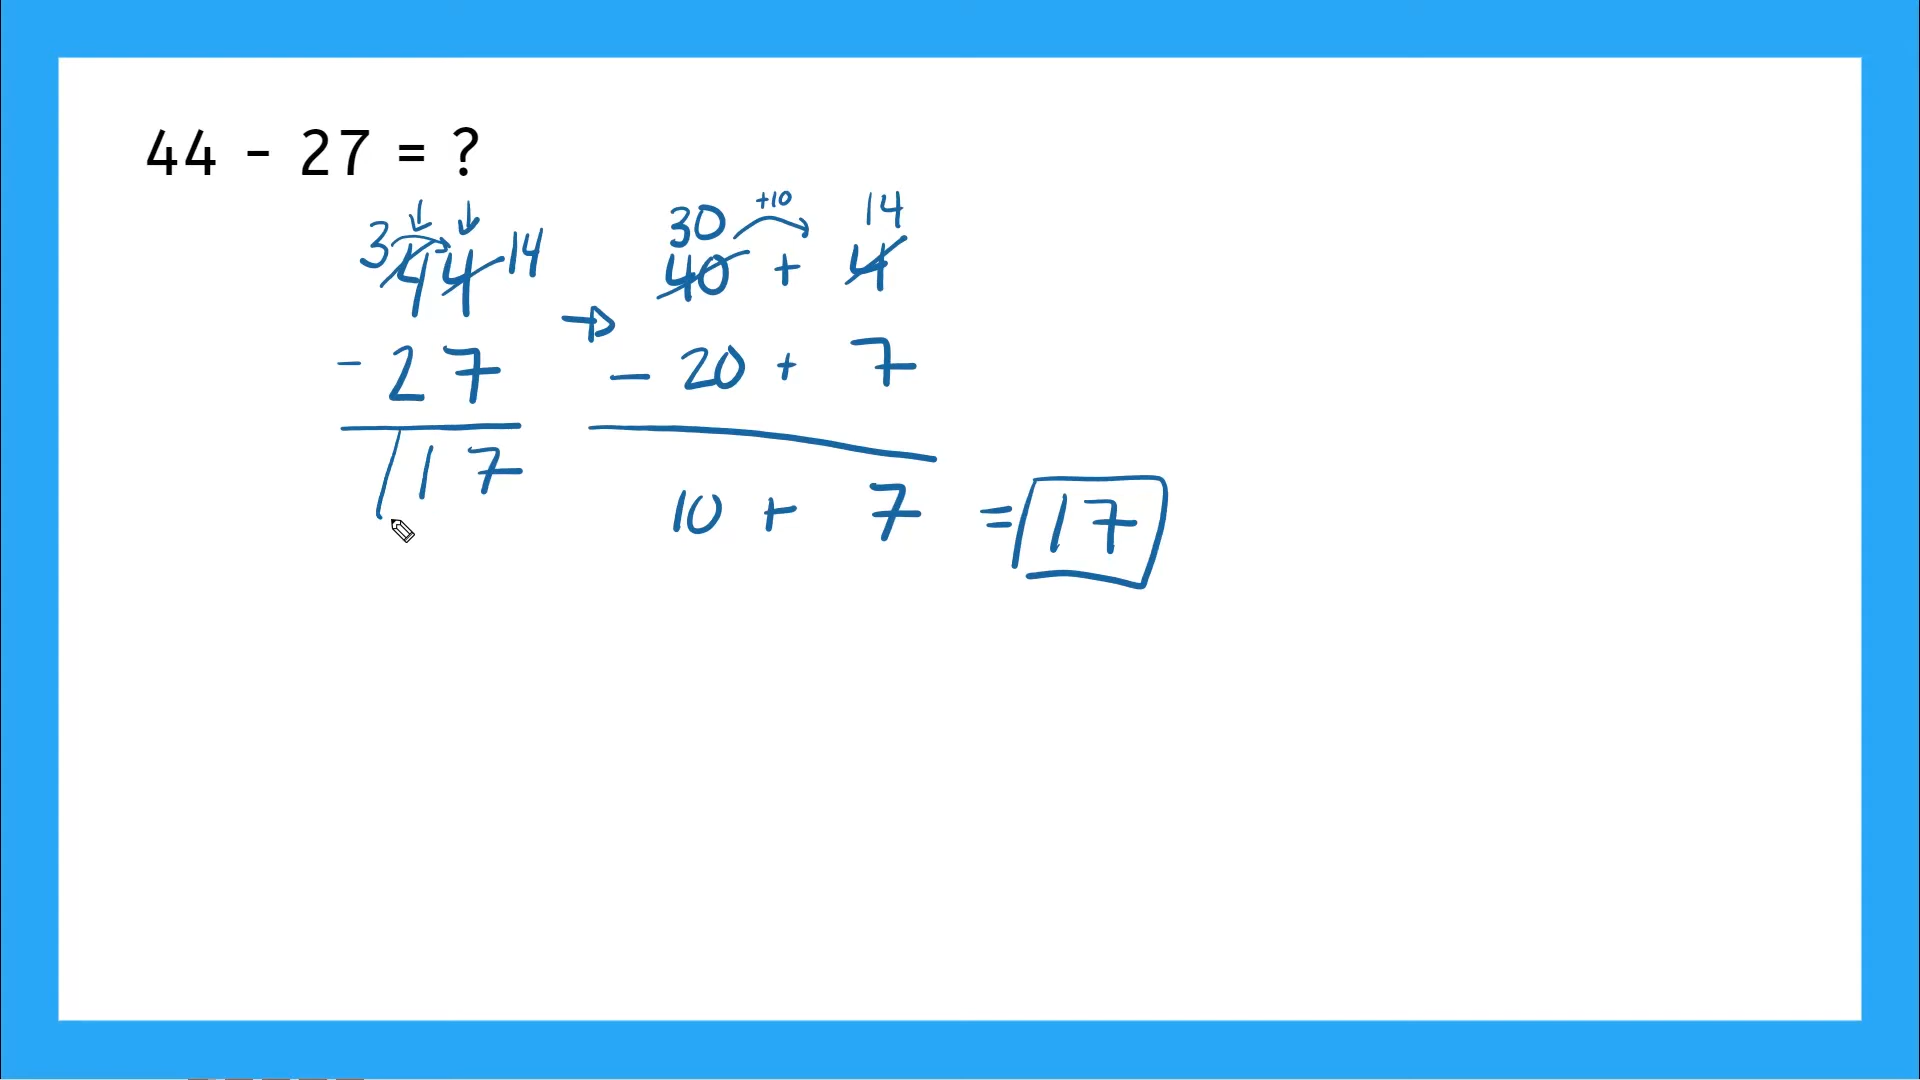 44 - 27 = ?
3 14
44
- 27
17
→
30 +10 14
40 + 4
- 20 + 7
10 + 7 = 17